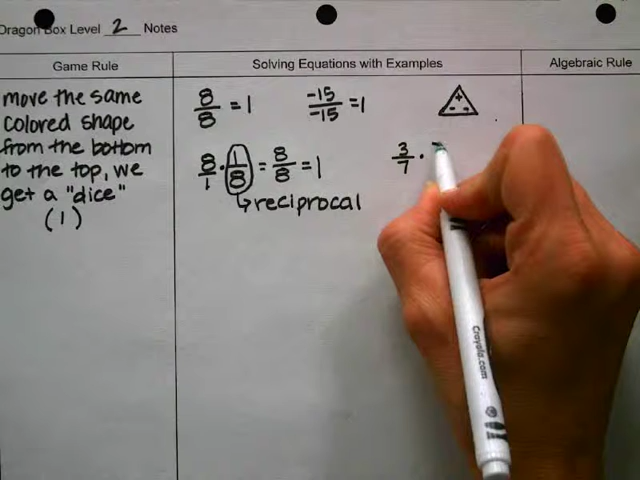 Dragon Box Level 2 Notes
Game Rule
Solving Equations with Examples
Algebraic Rule
move the same
colored shape
from the bottom
to the top, we
get a "dice"
(1)
8/8 = 1
-15/-15 = 1
+
- -
8/1 · 1/8 = 8/8 = 1
reciprocal
3/7 ·
Crayola.com